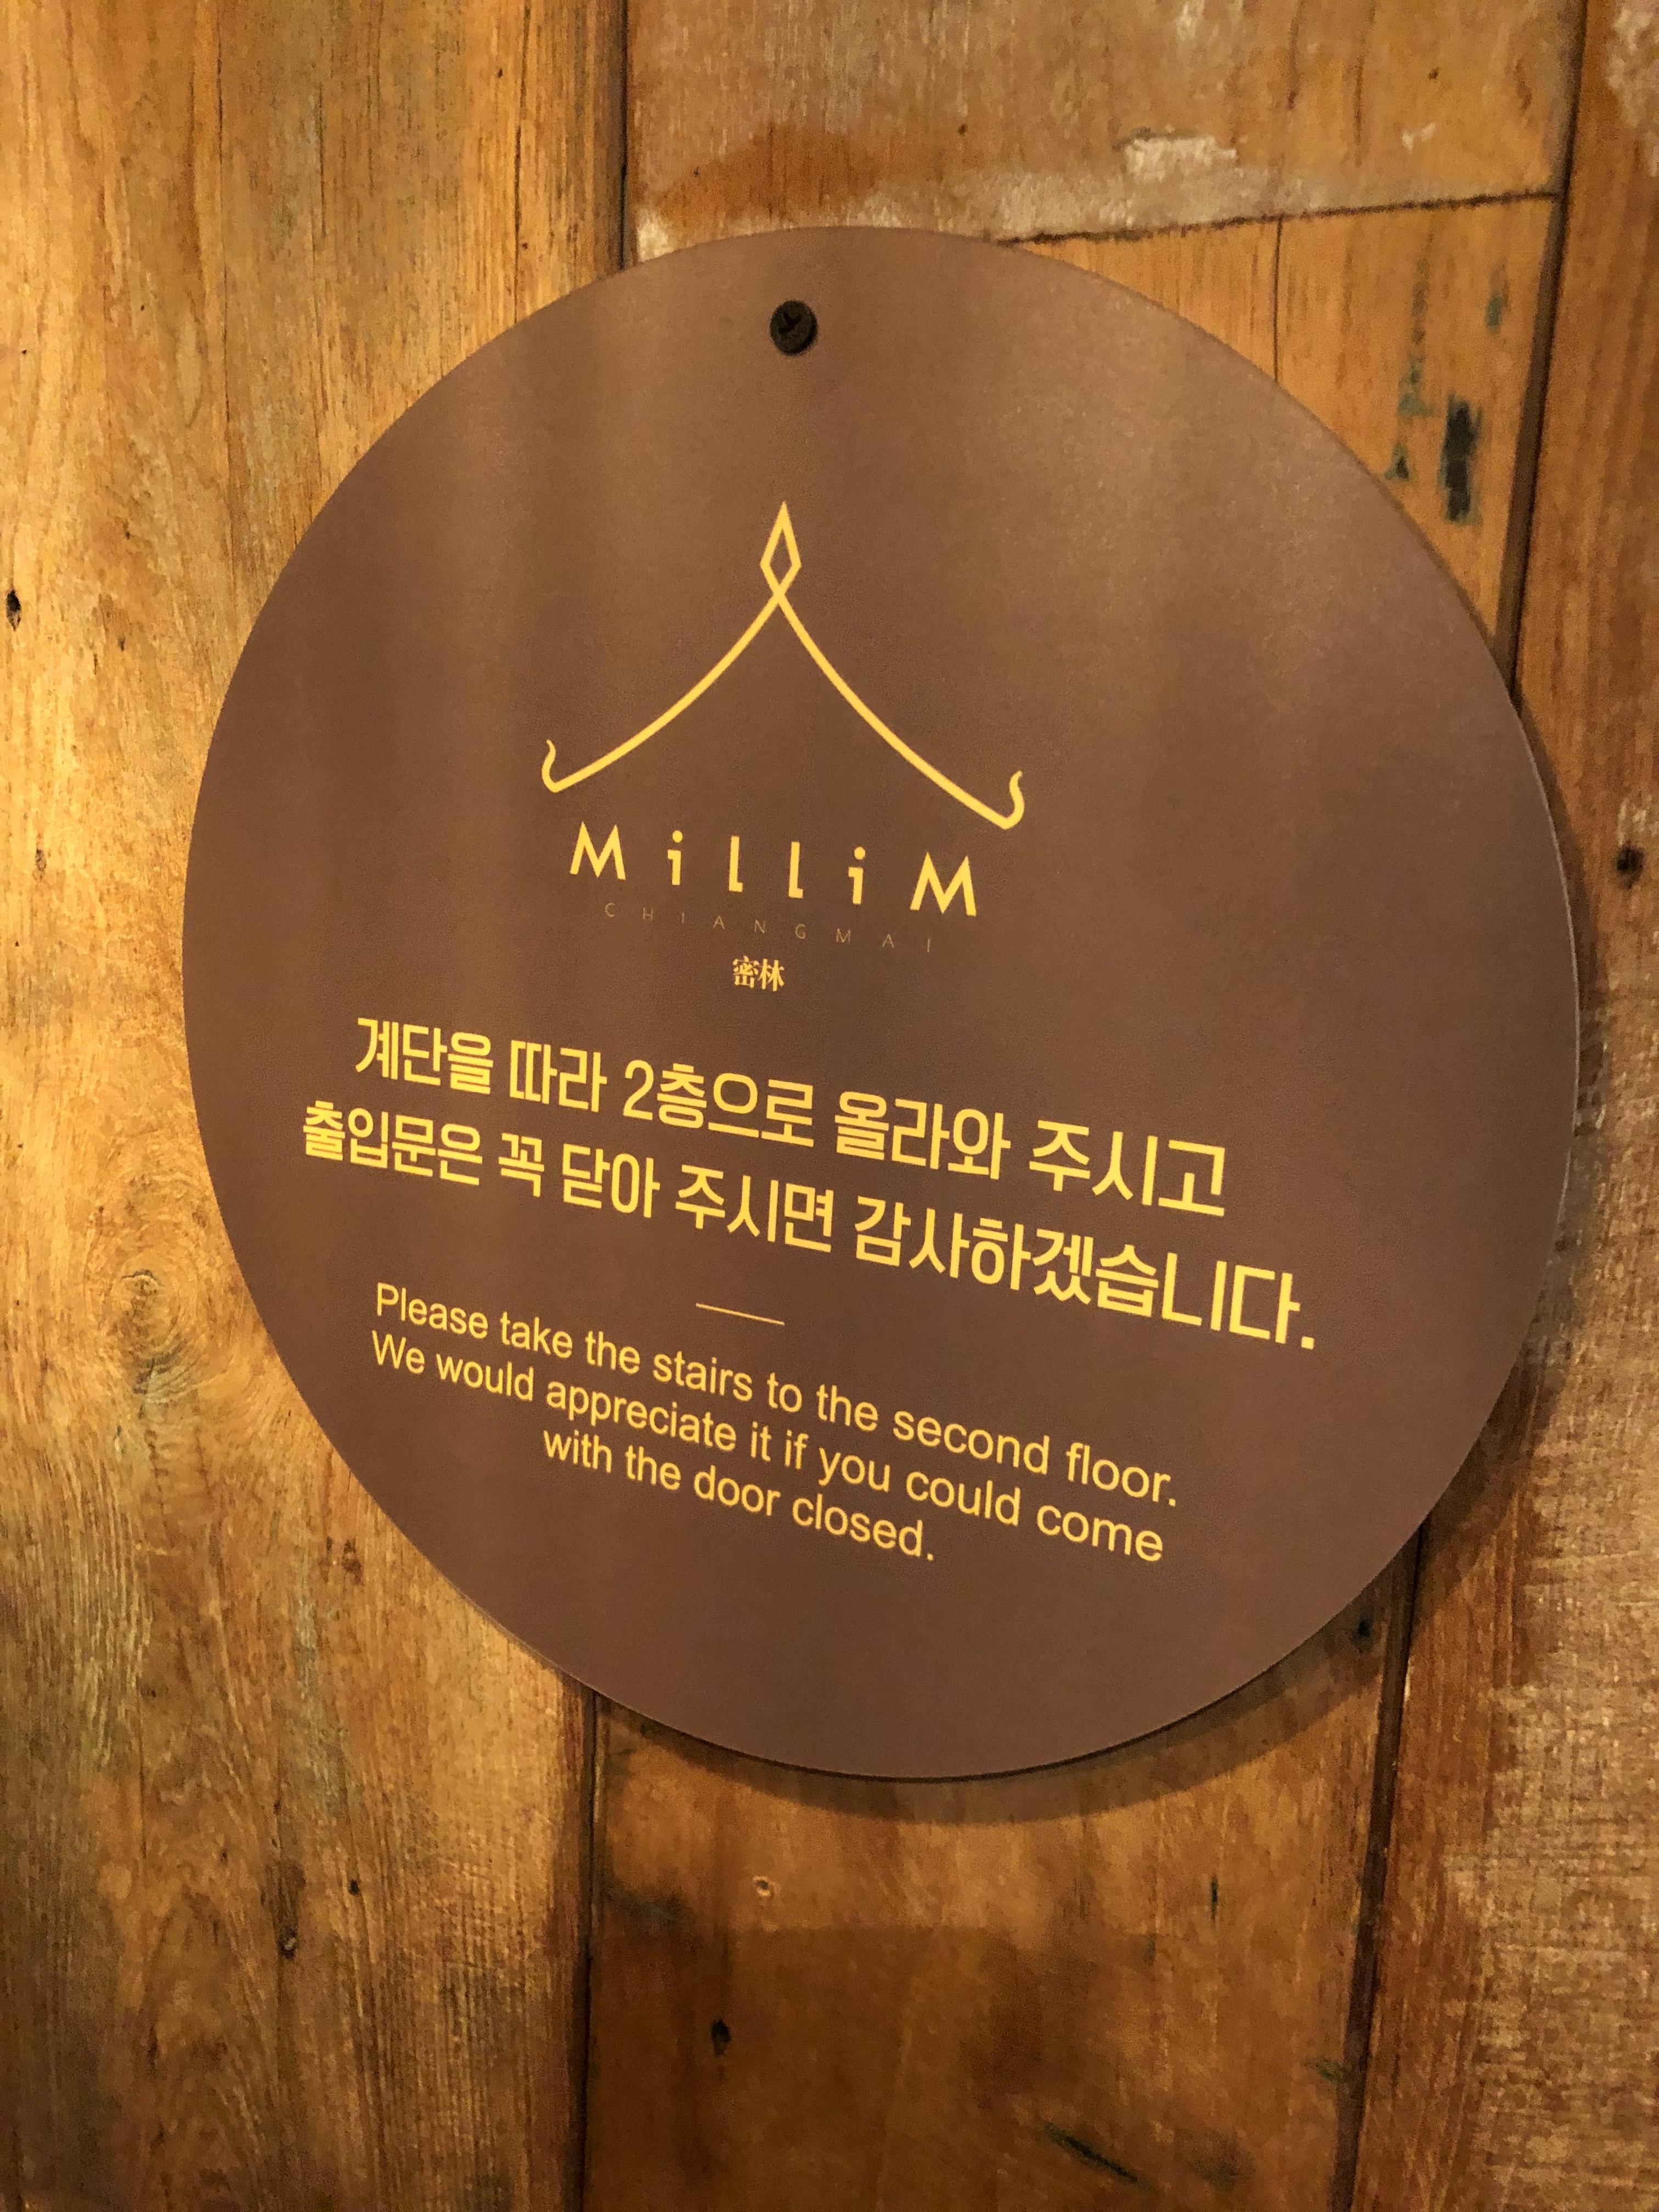 MilliM
CHIANGMAI
密林
계단을 따라 2층으로 올라와 주시고
출입문은 꼭 닫아 주시면 감사하겠습니다.
Please take the stairs to the second floor.
We would appreciate it if you could come
with the door closed.